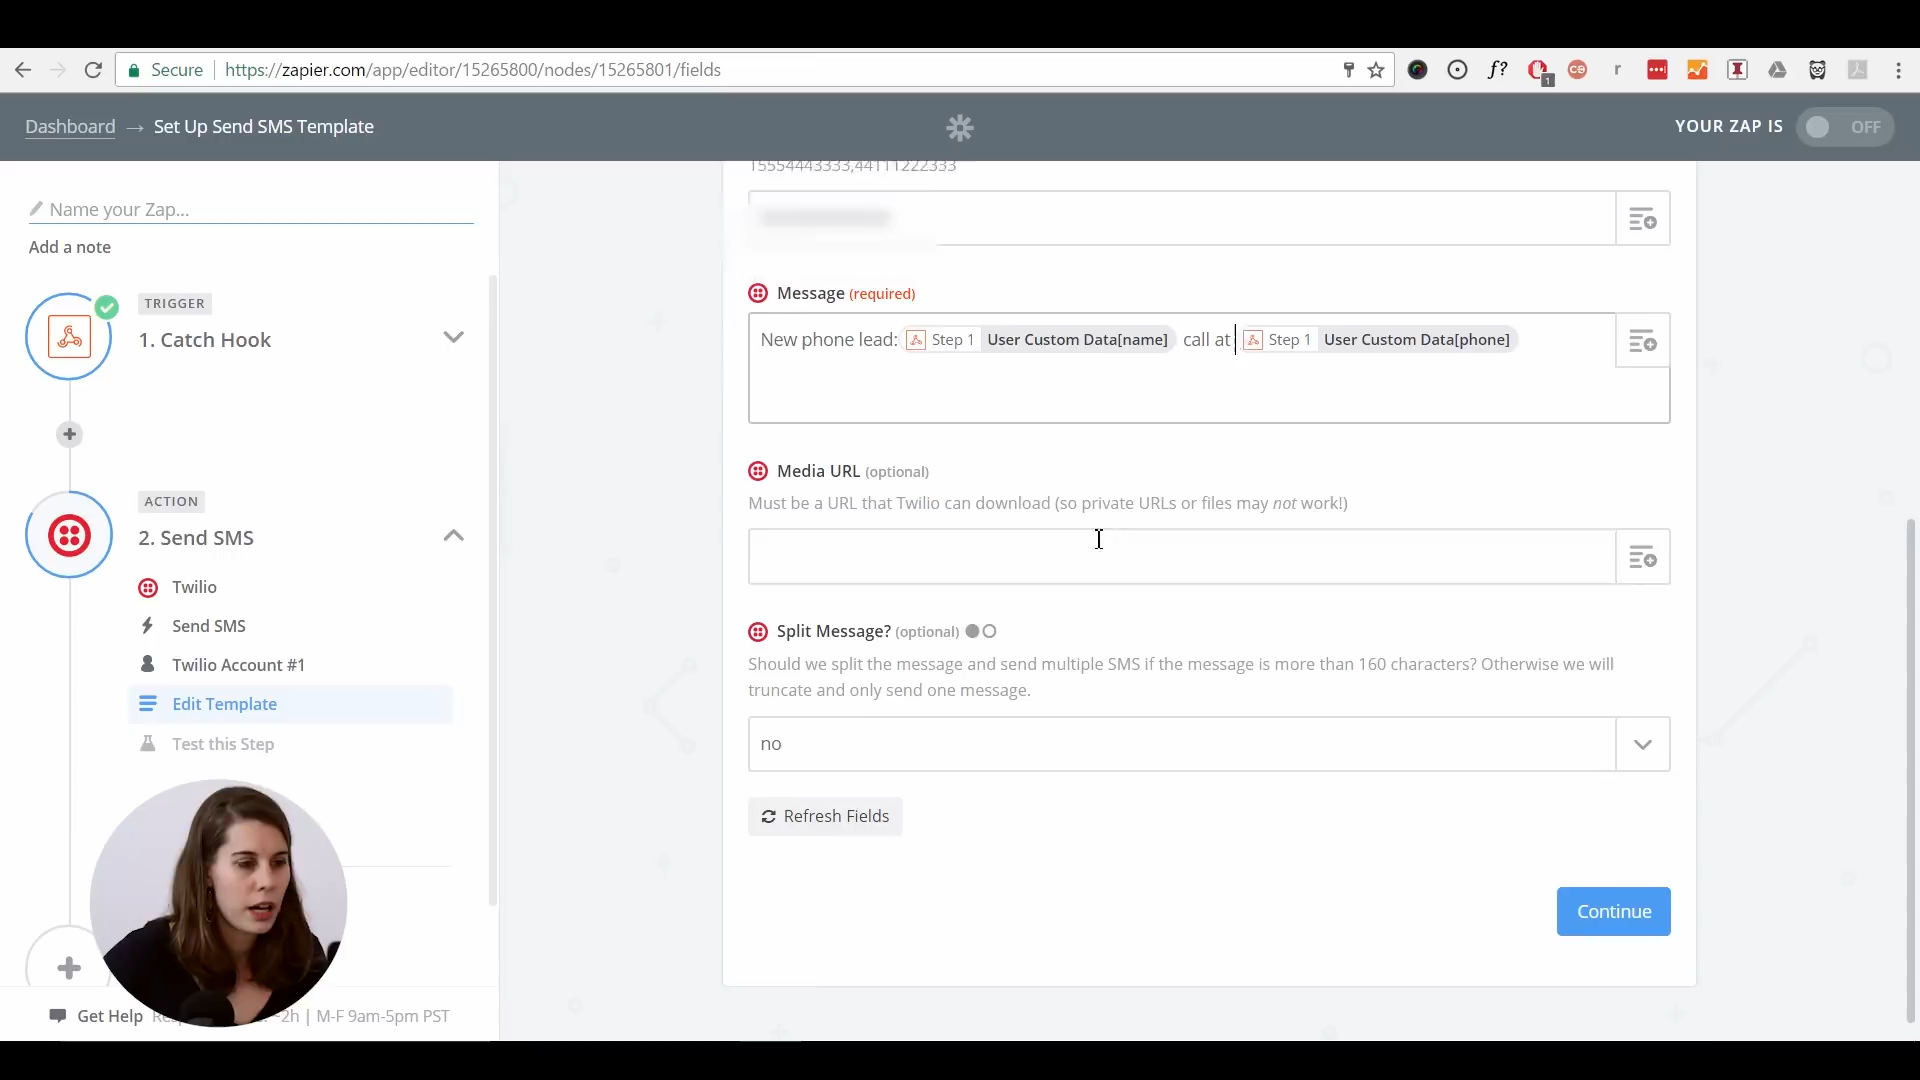 Secure https://zapier.com/app/editor/15265800/nodes/15265801/fields
1
Dashboard → Set Up Send SMS Template
YOUR ZAP IS OFF
Name your Zap...
Add a note
TRIGGER
1. Catch Hook
ACTION
2. Send SMS
Twilio
Send SMS
Twilio Account #1
Edit Template
Test this Step
Get Help
2h | M-F 9am-5pm PST
15554443333,44111222333
Message (required)
New phone lead: Step 1 User Custom Data[name] call at Step 1 User Custom Data[phone]
Media URL (optional)
Must be a URL that Twilio can download (so private URLs or files may not work!)
Split Message? (optional)
Should we split the message and send multiple SMS if the message is more than 160 characters? Otherwise we will
truncate and only send one message.
no
Refresh Fields
Continue